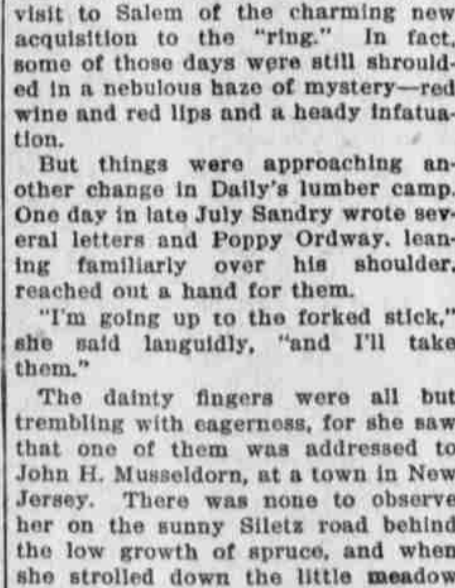 visit to Salem of the charming new
acquisition to the "ring." In fact,
some of those days were still shroud-
ed in a nebulous haze of mystery—red
wine and red lips and a heady infatua-
tion.
But things were approaching an-
other change in Daily's lumber camp.
One day in late July Sandry wrote sev-
eral letters and Poppy Ordway, lean-
ing familiarly over his shoulder,
reached out a hand for them.
"I'm going up to the forked stick,"
she said languidly, "and I'll take
them."
The dainty fingers were all but
trembling with eagerness, for she saw
that one of them was addressed to
John H. Musseldorn, at a town in New
Jersey. There was none to observe
her on the sunny Siletz road behind
the low growth of spruce, and when
she strolled down the little meadow